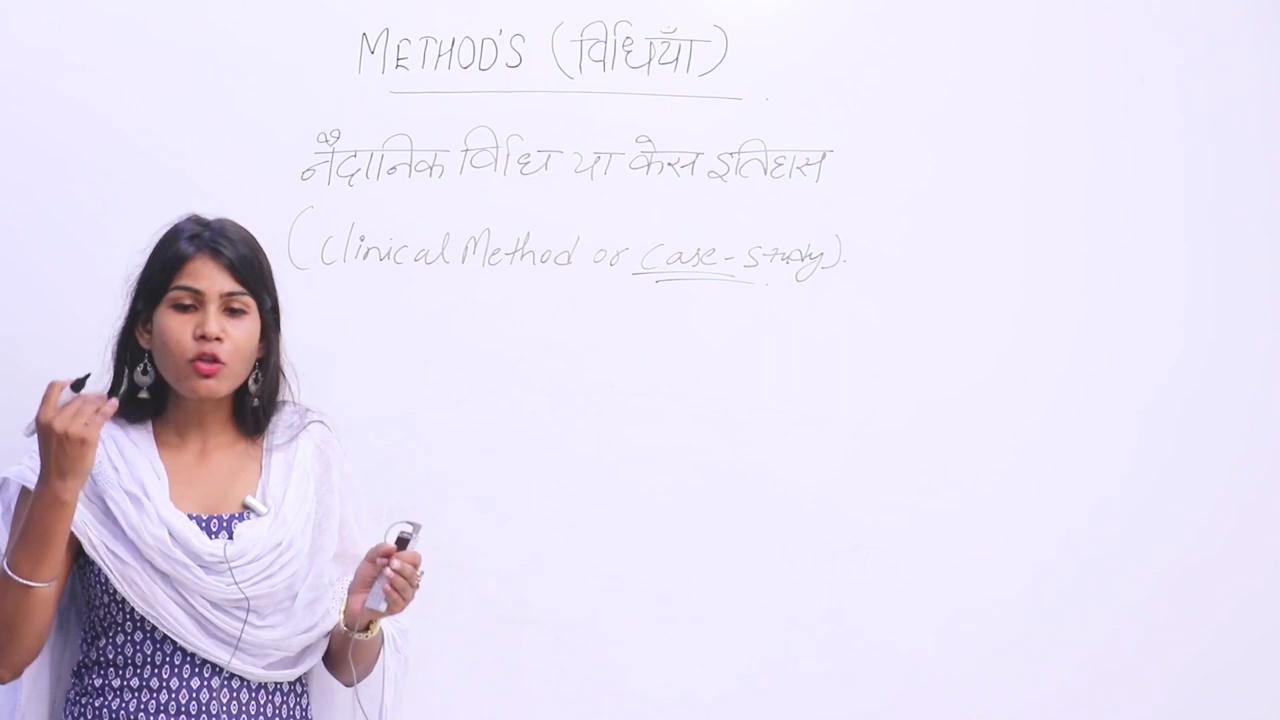 METHOD'S (विधियाँ)
नैदानिक विधि या केस इतिहास
(Clinical Method or case-study).